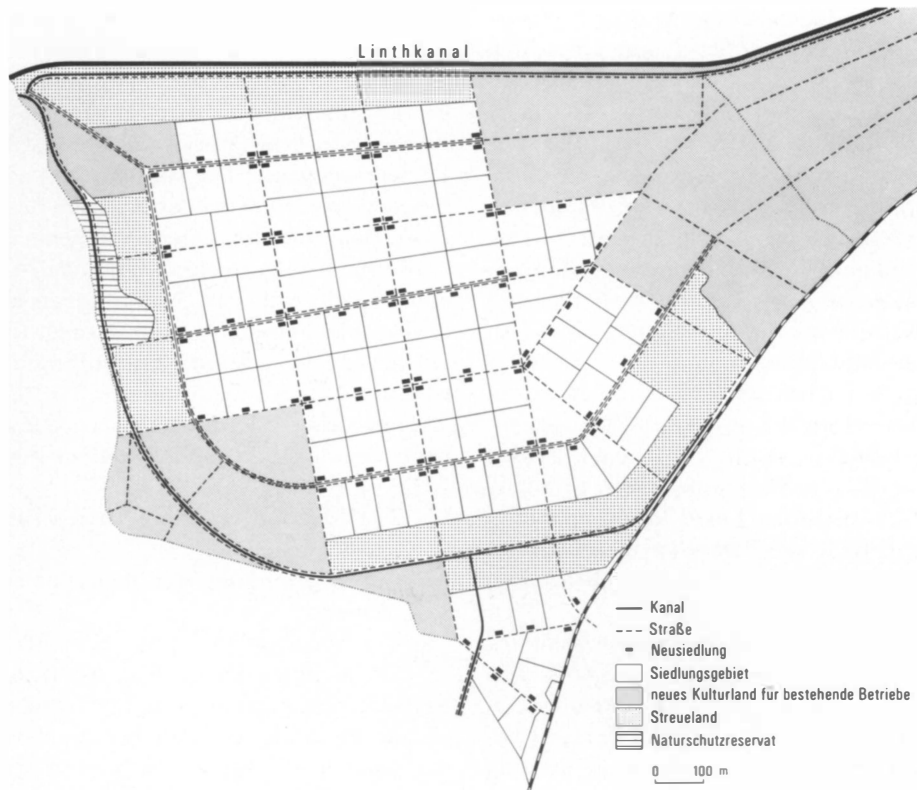 Linthkanal
Kanal
Straße
Neusiedlung
Siedlungsgebiet
neues Kulturland für bestehende Betriebe
Streueland
Naturschutzreservat
0 100 m